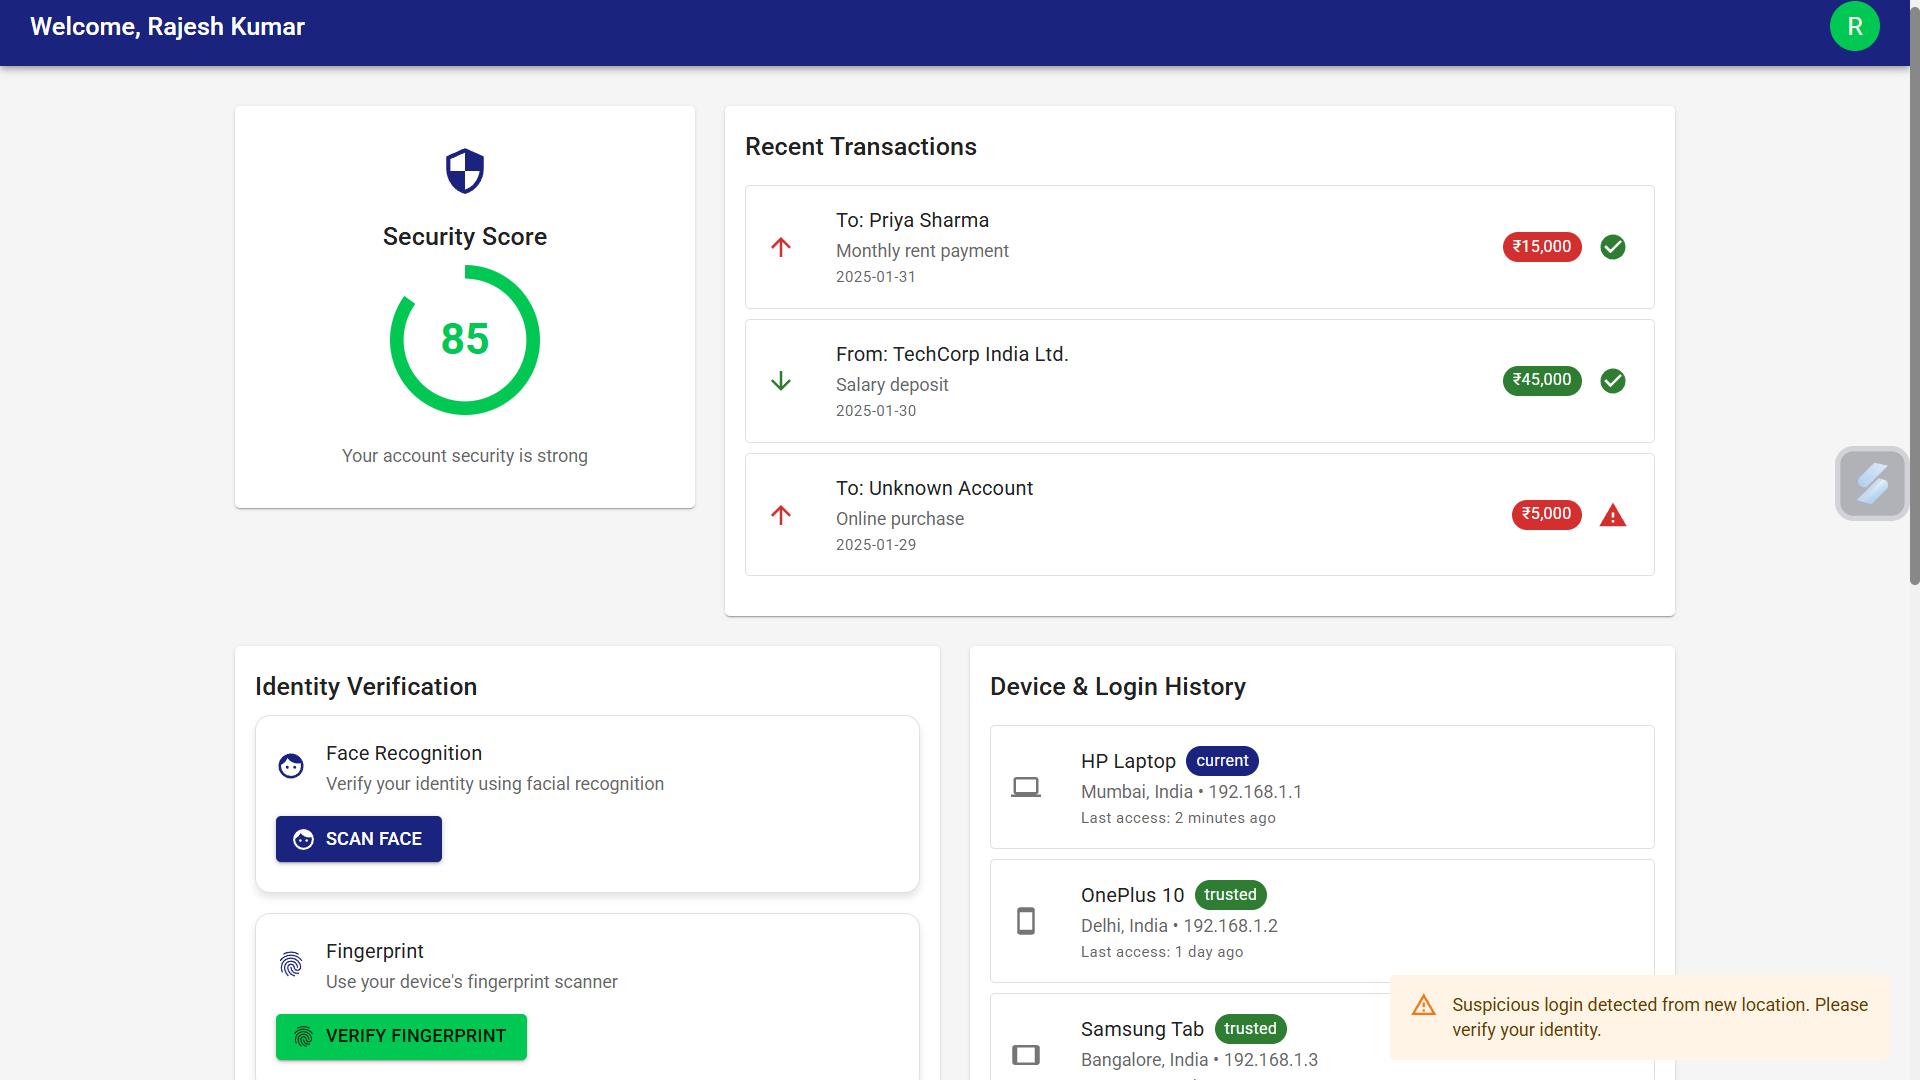 Welcome, Rajesh Kumar
R
Security Score
85
Your account security is strong
Recent Transactions
To: Priya Sharma
Monthly rent payment
2025-01-31
₹15,000
From: TechCorp India Ltd.
Salary deposit
2025-01-30
₹45,000
To: Unknown Account
Online purchase
2025-01-29
₹5,000
Identity Verification
Face Recognition
Verify your identity using facial recognition
SCAN FACE
Fingerprint
Use your device's fingerprint scanner
VERIFY FINGERPRINT
Device & Login History
HP Laptop current
Mumbai, India • 192.168.1.1
Last access: 2 minutes ago
OnePlus 10 trusted
Delhi, India • 192.168.1.2
Last access: 1 day ago
Samsung Tab trusted
Bangalore, India • 192.168.1.3
Suspicious login detected from new location. Please
verify your identity.